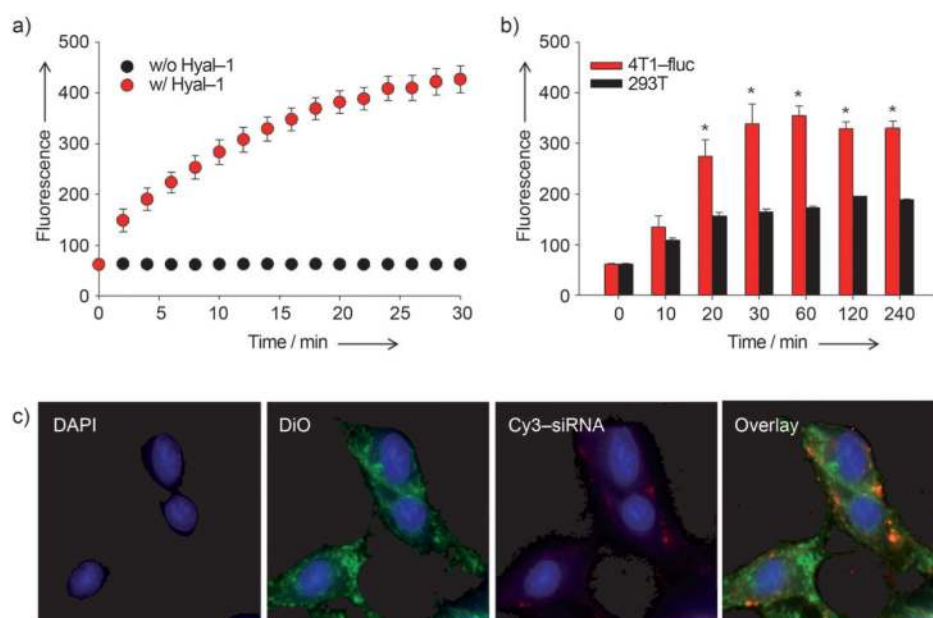 a)
500
400
300
200
100
0
Fluorescence
w/o Hyal–1
w/ Hyal–1
0 5 10 15 20 25 30
Time / min
b)
500
400
300
200
100
0
Fluorescence
4T1–fluc
293T
* * * * *
0 10 20 30 60 120 240
Time / min
c)
DAPI
DiO
Cy3–siRNA
Overlay